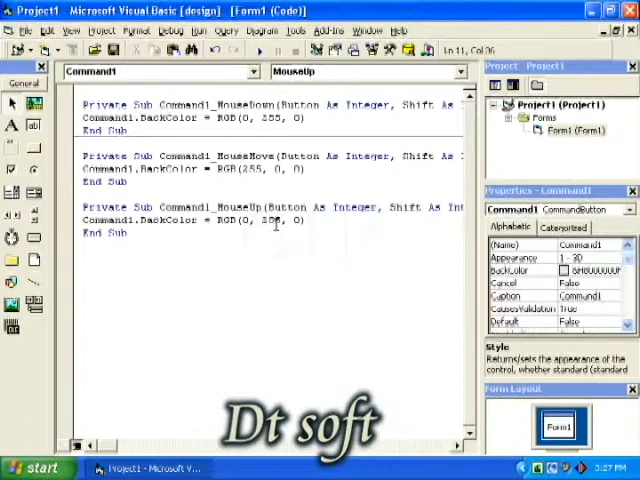 Project1 - Microsoft Visual Basic [design] - [Form1 (Code)]
File Edit View Project Format Debug Run Query Diagram Tools Add-Ins Window Help
Ln 11, Col 36
General
Command1
MouseUp
Private Sub Command1_MouseDown(Button As Integer, Shift As I
Command1.BackColor = RGB(0, 255, 0)
End Sub
Private Sub Command1_MouseMove(Button As Integer, Shift As I
Command1.BackColor = RGB(255, 0, 0)
End Sub
Private Sub Command1_MouseUp(Button As Integer, Shift As Int
Command1.BackColor = RGB(0, 255, 0)
End Sub
Project - Project1
Project1 (Project1)
Forms
Form1 (Form1)
Properties - Command1
Command1 CommandButton
Alphabetic Categorized
(Name) Command1
Appearance 1 - 3D
BackColor &H8000000F
Cancel False
Caption Command1
CausesValidation True
Default False
Style
Returns/sets the appearance of the
control, whether standard (standard
Form Layout
Form1
Dt soft
start
Project1 - Microsoft V...
3:27 PM